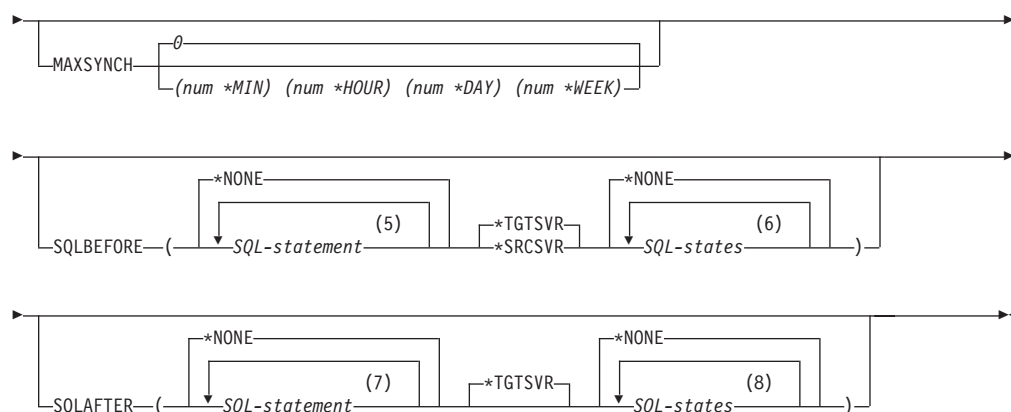 MAXSYNCH 0
(num *MIN) (num *HOUR) (num *DAY) (num *WEEK)
*NONE *NONE
(5) *TGTSVR (6)
SQLBEFORE ( SQL-statement *SRCSVR SQL-states )
*NONE *NONE
(7) *TGTSVR (8)
SQLAFTER ( SQL-statement SQL-states )